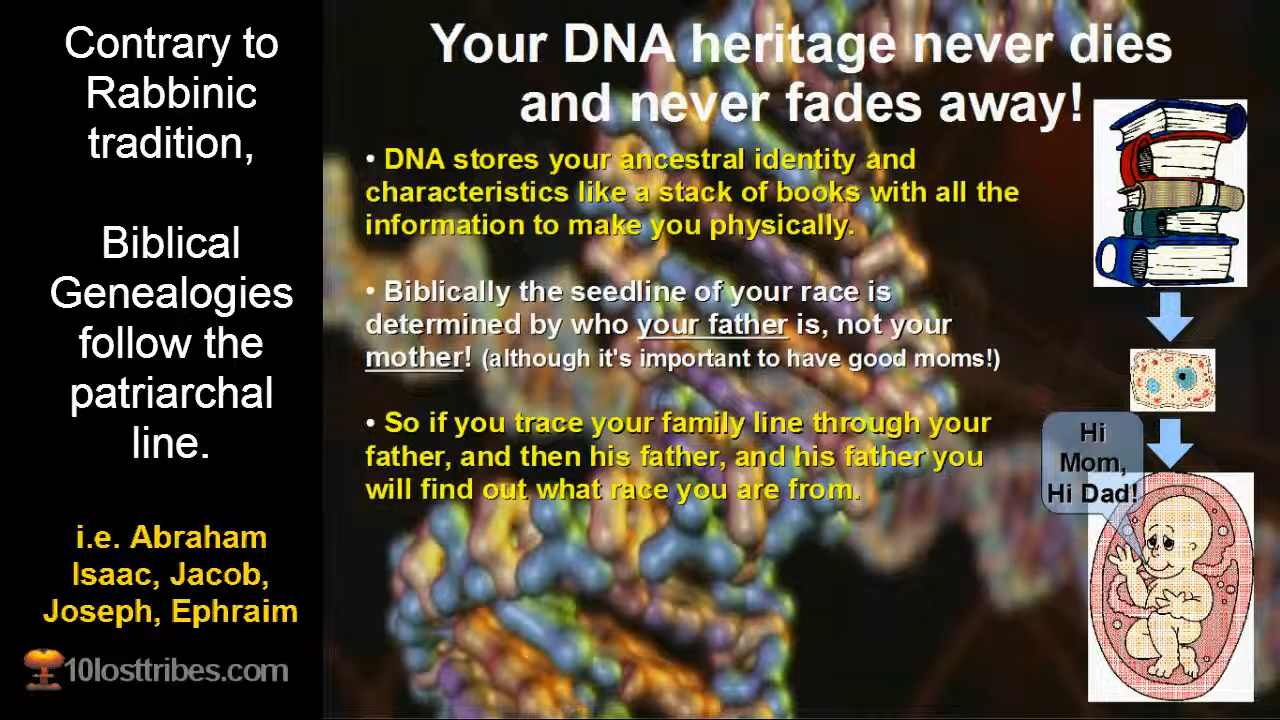 Contrary to
Rabbinic
tradition,
Biblical
Genealogies
follow the
patriarchal
line.
i.e. Abraham
Isaac, Jacob,
Joseph, Ephraim
10losttribes.com
Your DNA heritage never dies
and never fades away!
• DNA stores your ancestral identity and
characteristics like a stack of books with all the
information to make you physically.
• Biblically the seedline of your race is
determined by who your father is, not your
mother! (although it's important to have good moms!)
• So if you trace your family line through your
father, and then his father, and his father you
will find out what race you are from.
Hi
Mom,
Hi Dad!